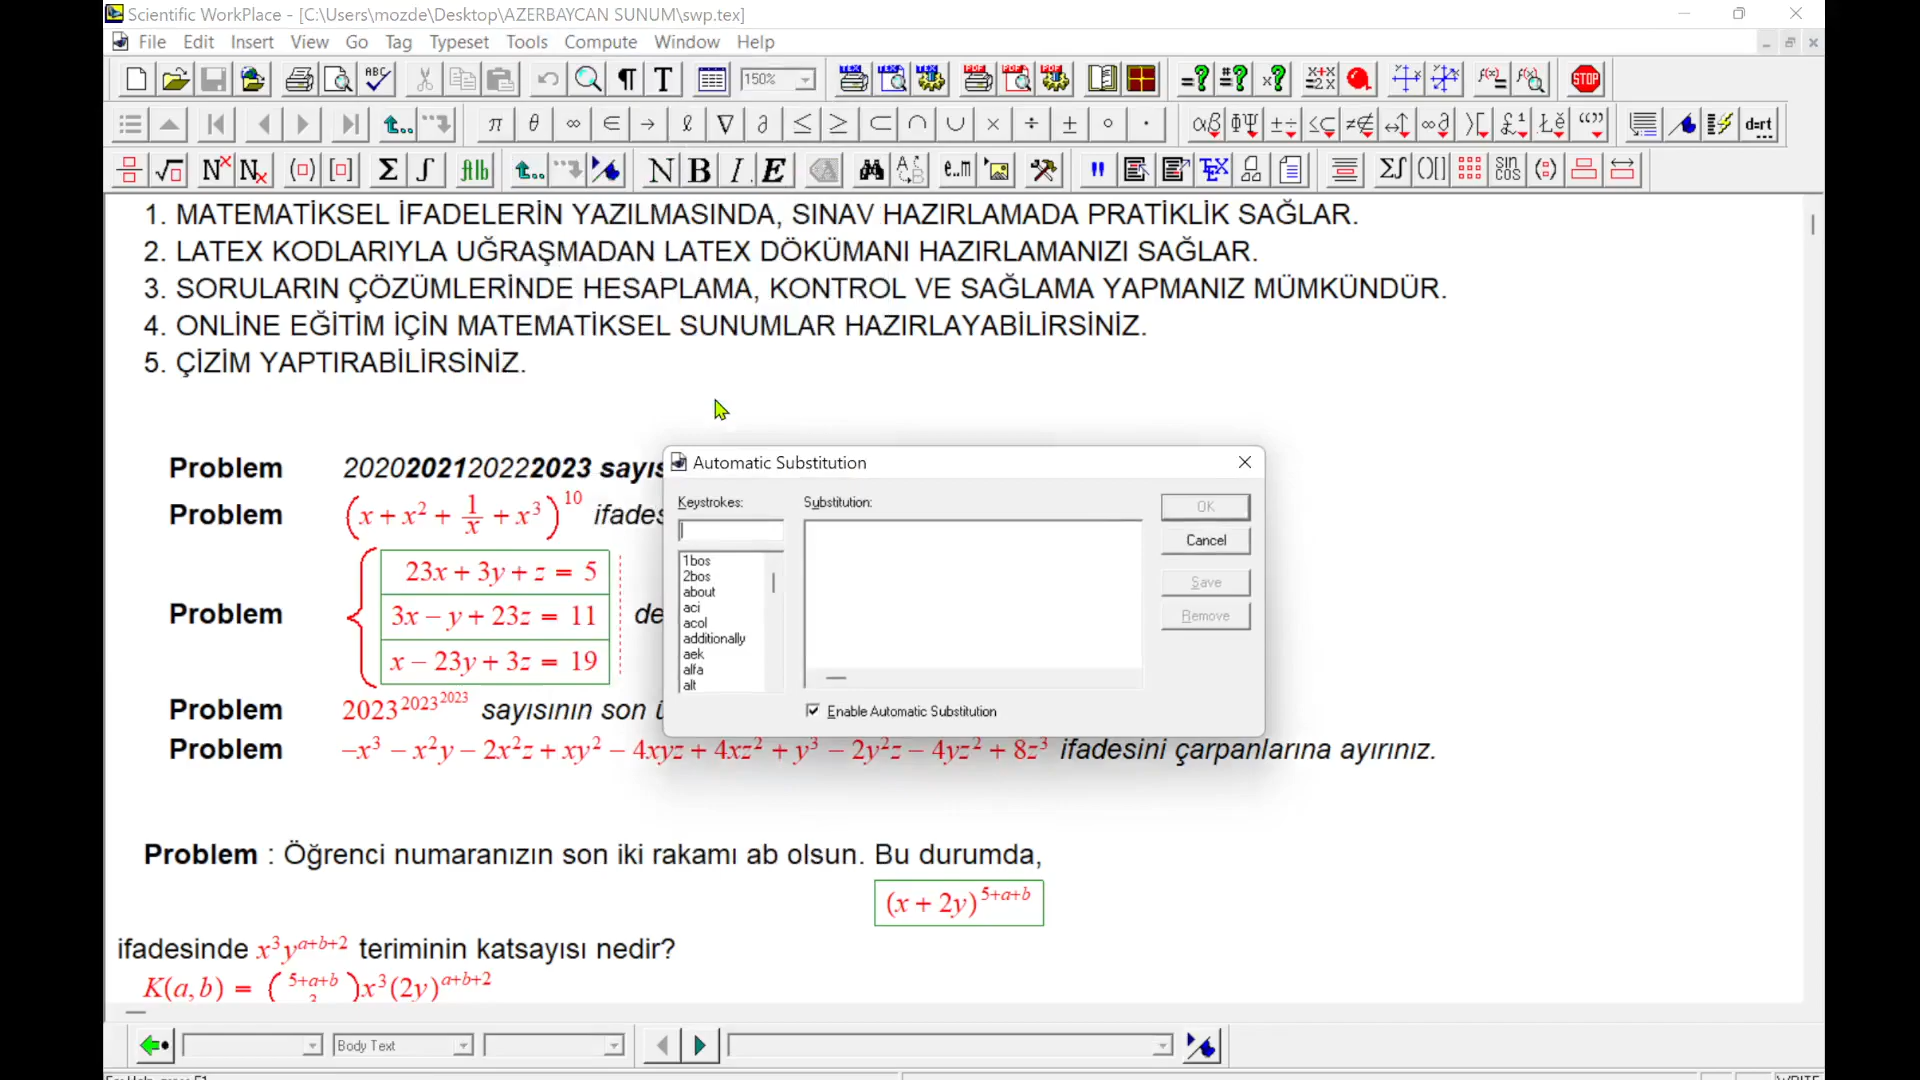 Scientific WorkPlace - [C:\Users\mozde\Desktop\AZERBAYCAN SUNUM\swp.tex]
File Edit Insert View Go Tag Typeset Tools Compute Window Help
150%
1. MATEMATİKSEL İFADELERİN YAZILMASINDA, SINAV HAZIRLAMADA PRATİKLİK SAĞLAR.
2. LATEX KODLARIYLA UĞRAŞMADAN LATEX DÖKÜMANI HAZIRLAMANIZI SAĞLAR.
3. SORULARIN ÇÖZÜMLERİNDE HESAPLAMA, KONTROL VE SAĞLAMA YAPMANIZ MÜMKÜNDÜR.
4. ONLİNE EĞİTİM İÇİN MATEMATİKSEL SUNUMLAR HAZIRLAYABİLİRSİNİZ.
5. ÇİZİM YAPTIRABİLİRSİNİZ.
Problem 2020202120222023 sayıs
Problem (x + x² + 1/x + x³)¹⁰ ifades
Problem 23x + 3y + z = 5
3x − y + 23z = 11
x − 23y + 3z = 19
de
Problem 2023^2023^2023 sayısının son ü
Problem −x³ − x²y − 2x²z + xy² − 4xyz + 4xz² + y³ − 2y²z − 4yz² + 8z³ ifadesini çarpanlarına ayırınız.
Automatic Substitution
Keystrokes:
Substitution:
OK
Cancel
Save
Remove
1bos
2bos
about
aci
acol
additionally
aek
alfa
alt
Enable Automatic Substitution
Problem : Öğrenci numaranızın son iki rakamı ab olsun. Bu durumda,
(x + 2y)^5+a+b
ifadesinde x³y^a+b+2 teriminin katsayısı nedir?
K(a, b) = (5+a+b 3)x³(2y)^a+b+2
Body Text